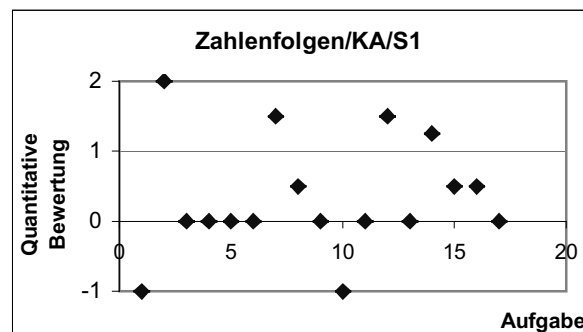 Zahlenfolgen/KA/S1
Quantitative
Bewertung
2
1
0
-1
0 5 10 15 20
Aufgabe